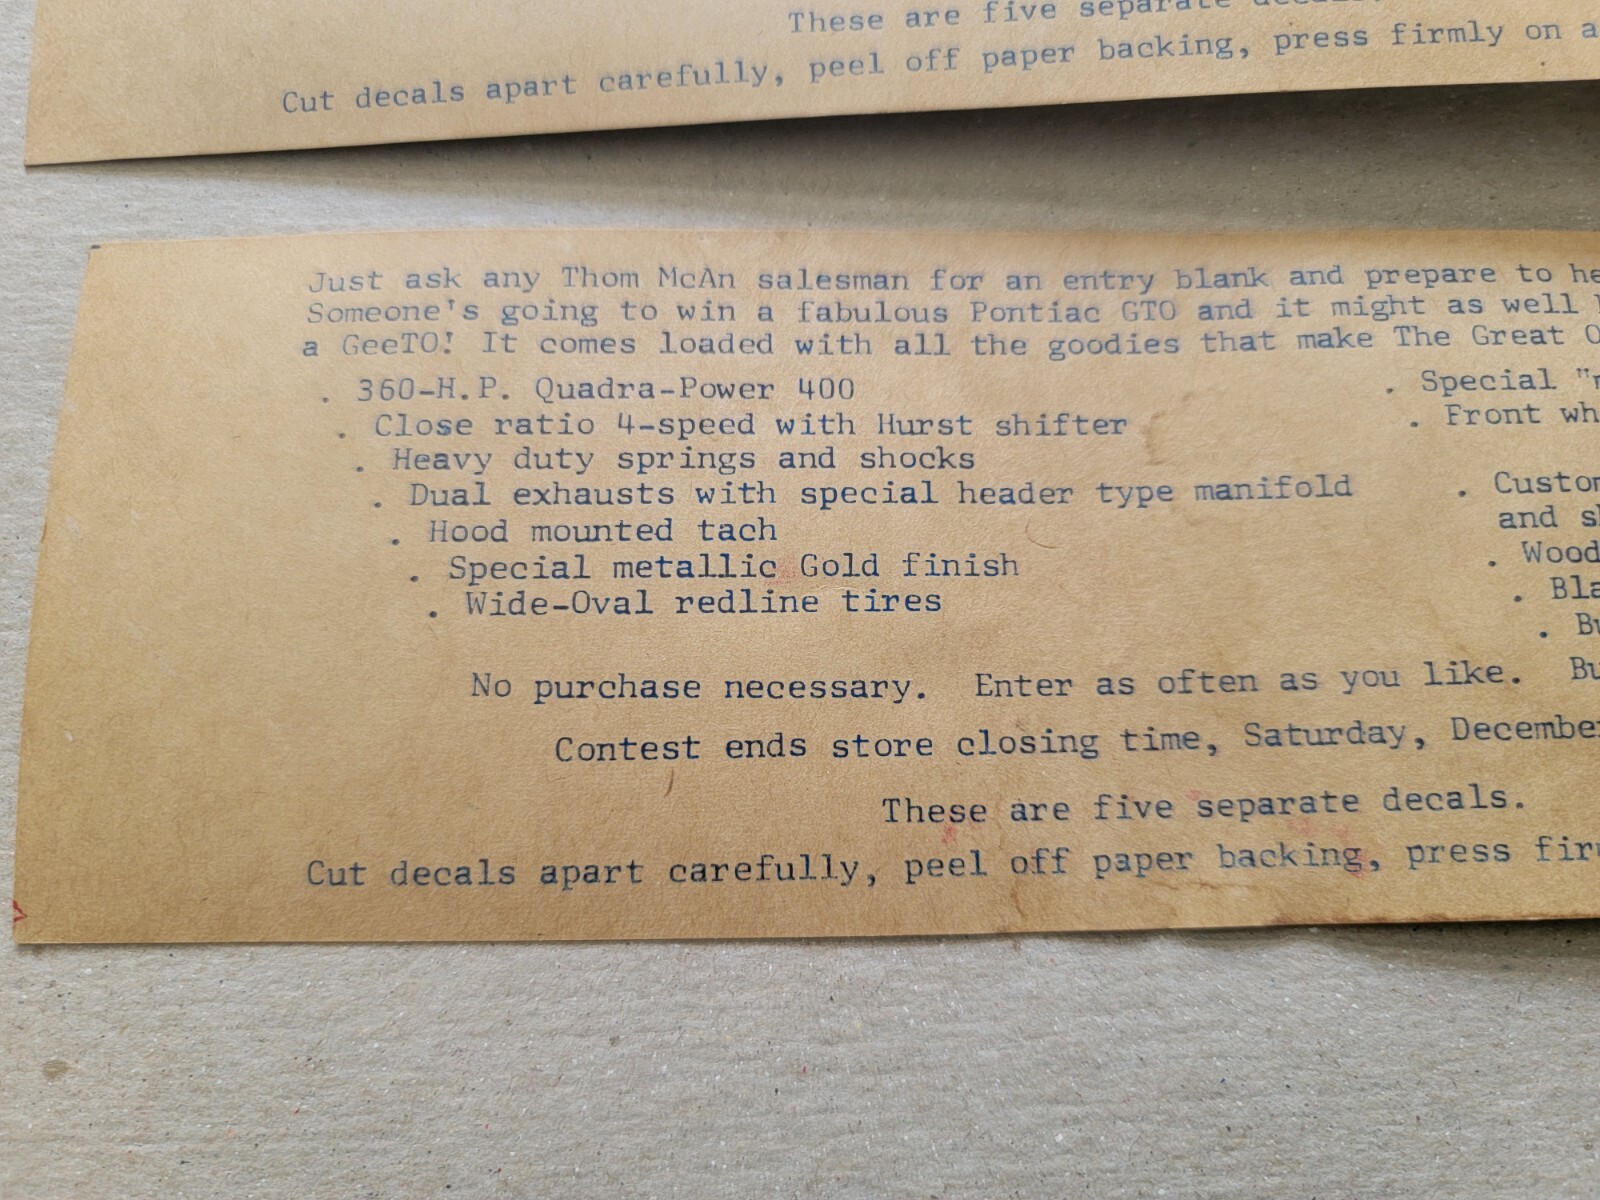 These are five separate
Cut decals apart carefully, peel off paper backing, press firmly on
Just ask any Thom McAn salesman for an entry blank and prepare to
Someone's going to win a fabulous Pontiac GTO and it might as well
a GeeTO! It comes loaded with all the goodies that make The Great
. 360-H.P. Quadra-Power 400
. Close ratio 4-speed with Hurst shifter
. Heavy duty springs and shocks
. Dual exhausts with special header type manifold
. Hood mounted tach
. Special metallic Gold finish
. Wide-Oval redline tires
. Special
. Front
and
. Wood
No purchase necessary. Enter as often as you like.
Contest ends store closing time, Saturday, December
These are five separate decals.
Cut decals apart carefully, peel off paper backing, press